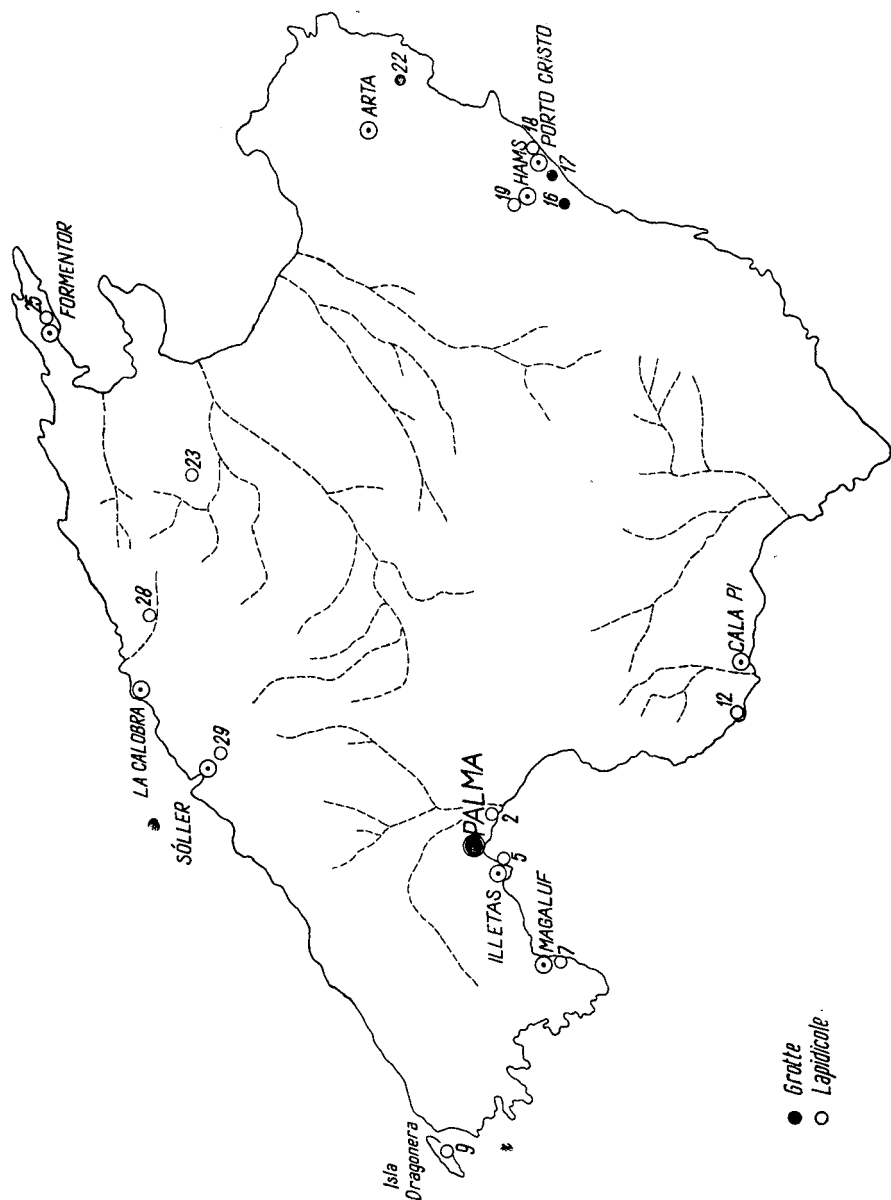 FORMENTOR
25
23
28
LA CALOBRA
SÓLLER
29
ARTA
22
PORTO CRISTO
HAMS
18
19
17
16
PALMA
2
5
ILLETAS
MAGALUF
7
CALA PI
12
Isla
Dragonera
9
Grotte
Lapidicole